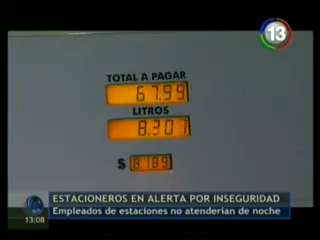 13
TOTAL A PAGAR
67.99
LITROS
8.301
$ 8.189
ESTACIONEROS EN ALERTA POR INSEGURIDAD
Empleados de estaciones no atenderian de noche
13:08